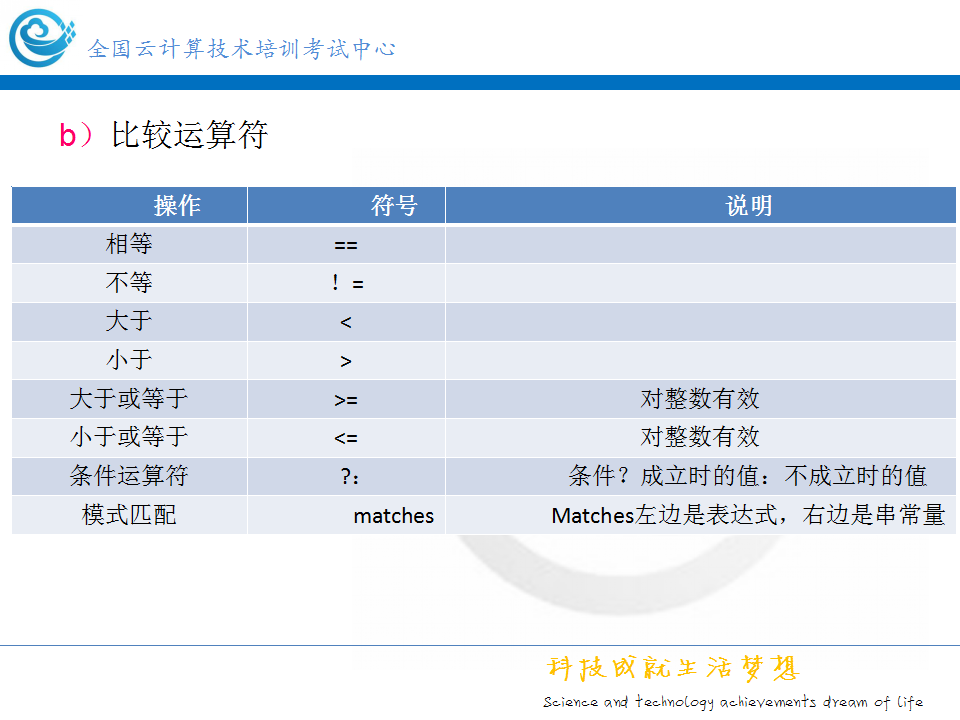 全国云计算技术培训考试中心
b）比较运算符
操作 符号 说明
相等 ==
不等 ！=
大于 <
小于 >
大于或等于 >= 对整数有效
小于或等于 <= 对整数有效
条件运算符 ?： 条件？成立时的值：不成立时的值
模式匹配 matches Matches左边是表达式，右边是串常量
科技成就生活梦想
Science and technology achievements dream of life